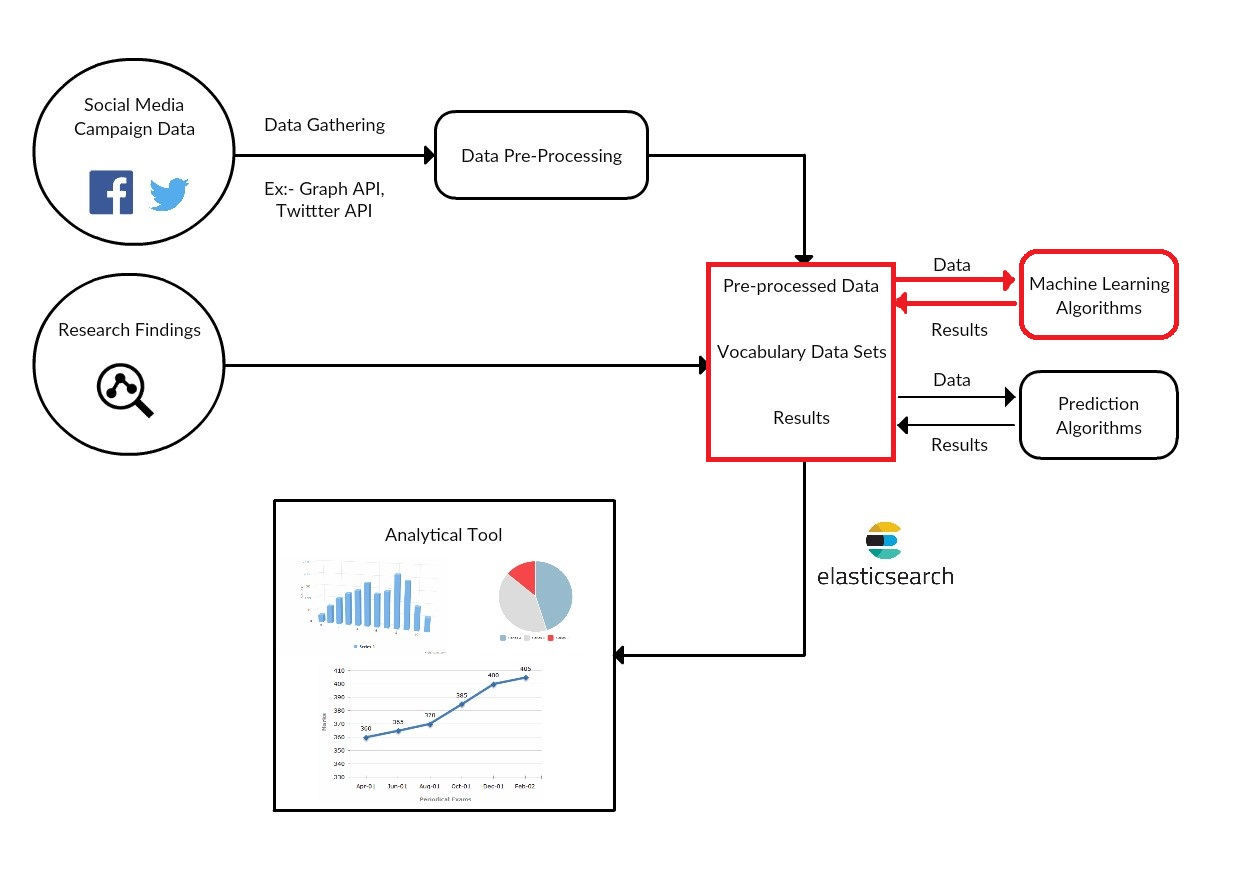 Social Media
Campaign Data
Data Gathering
Ex:- Graph API,
Twittter API
Data Pre-Processing
Research Findings
Pre-processed Data
Vocabulary Data Sets
Results
Data
Results
Machine Learning
Algorithms
Data
Results
Prediction
Algorithms
elasticsearch
Analytical Tool
Series 1
410
400
390
380
370
360
350
340
330
Marks
360
365
370
385
400
405
Apr-01
Jun-01
Aug-01
Oct-01
Dec-01
Feb-02
Periodical Exams